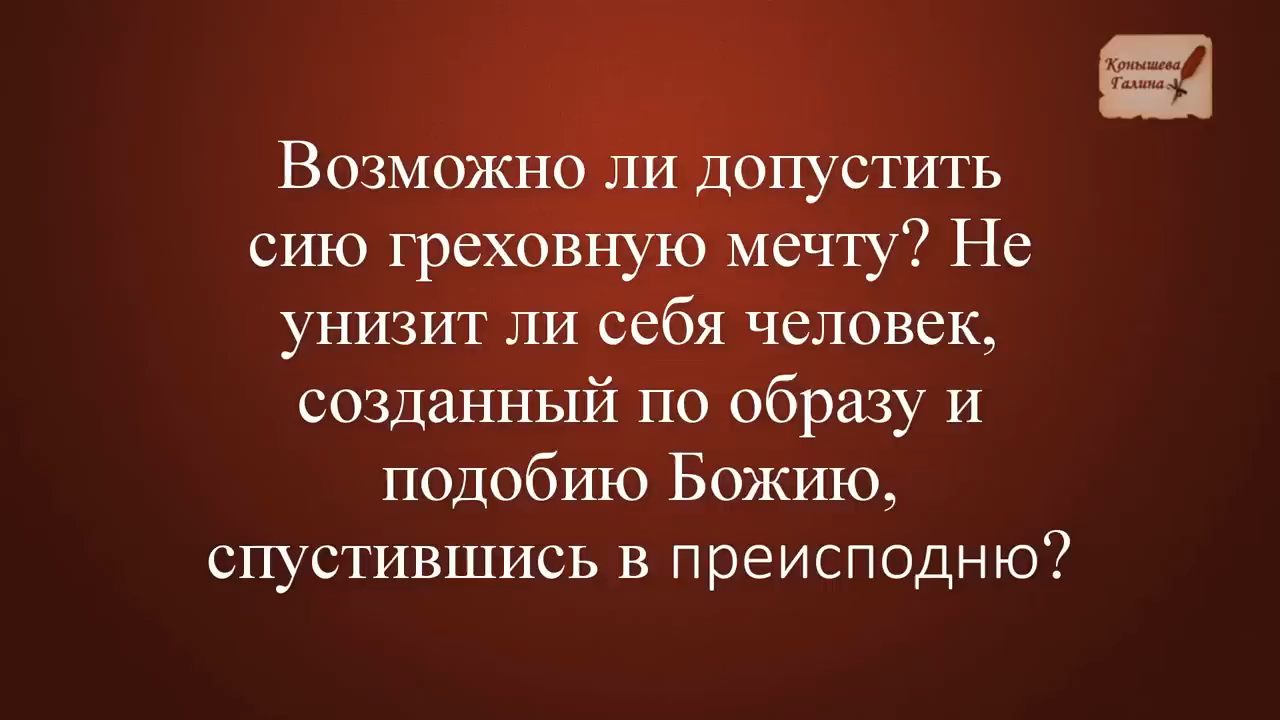 Конышева
Галина
Возможно ли допустить
сию греховную мечту? Не
унизит ли себя человек,
созданный по образу и
подобию Божию,
спустившись в преисподню?